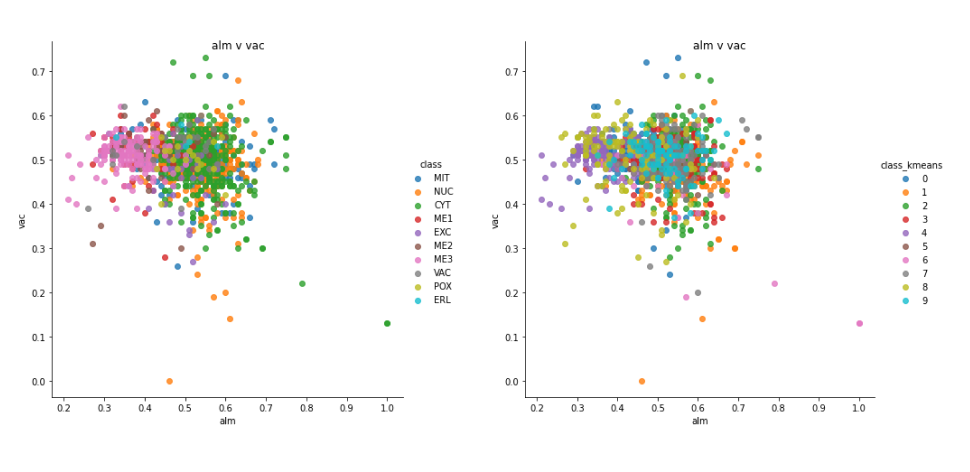 alm v vac
vac
0.7
0.6
0.5
0.4
0.3
0.2
0.1
0.0
0.2 0.3 0.4 0.5 0.6 0.7 0.8 0.9 1.0
alm
class
MIT
NUC
CYT
ME1
EXC
ME2
ME3
VAC
POX
ERL
alm v vac
vac
0.7
0.6
0.5
0.4
0.3
0.2
0.1
0.0
0.2 0.3 0.4 0.5 0.6 0.7 0.8 0.9 1.0
alm
class_kmeans
0
1
2
3
4
5
6
7
8
9